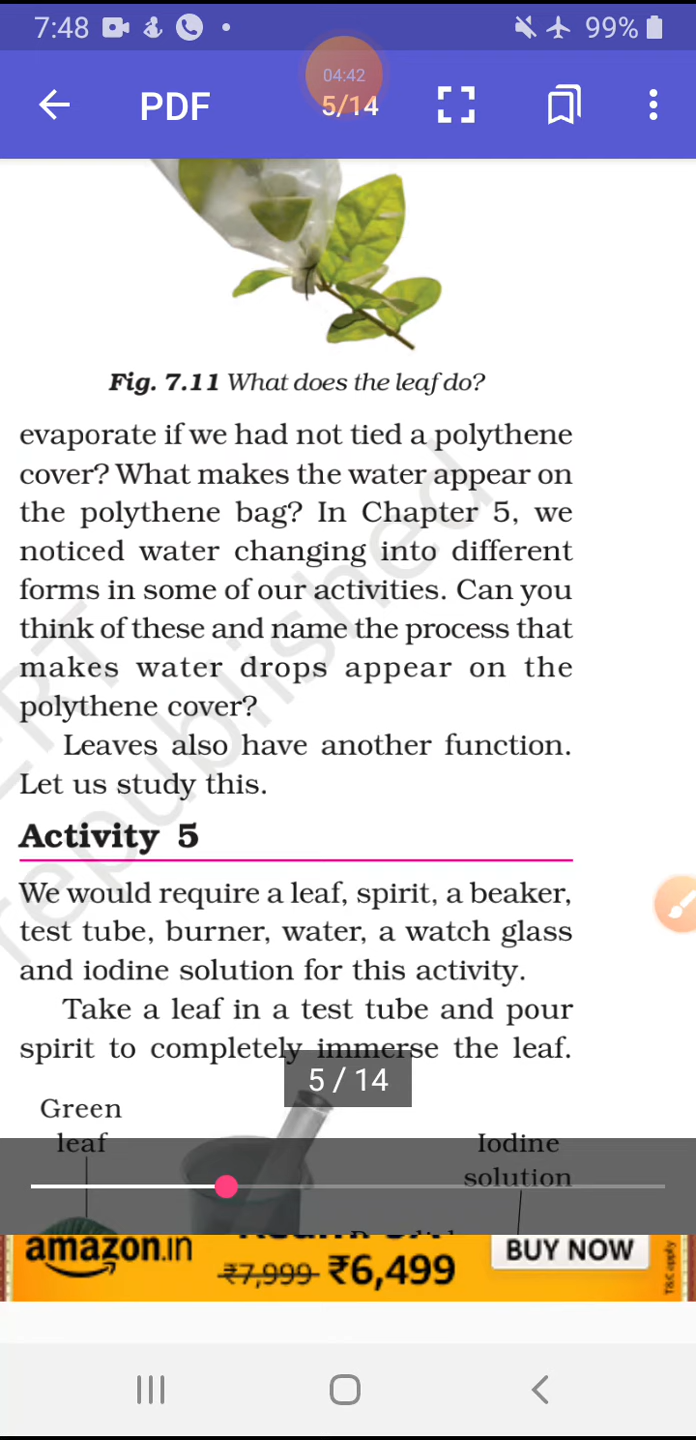 7:48
99%
04:42
PDF
5/14
Fig. 7.11 What does the leaf do?
evaporate if we had not tied a polythene
cover? What makes the water appear on
the polythene bag? In Chapter 5, we
noticed water changing into different
forms in some of our activities. Can you
think of these and name the process that
makes water drops appear on the
polythene cover?
Leaves also have another function.
Let us study this.
Activity 5
We would require a leaf, spirit, a beaker,
test tube, burner, water, a watch glass
and iodine solution for this activity.
Take a leaf in a test tube and pour
spirit to completely immerse the leaf.
5 / 14
Green
leaf
Iodine
solution
amazon.in
₹7,999 ₹6,499
BUY NOW
T&C apply
republished